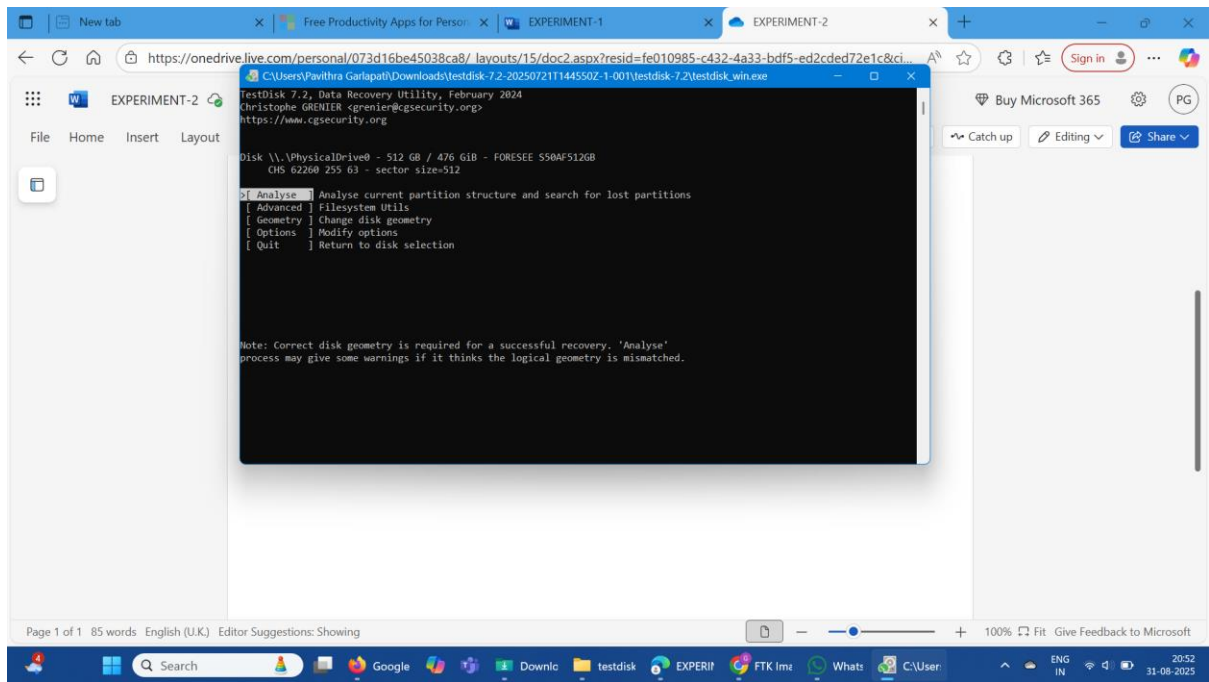 New tab
Free Productivity Apps for Person
EXPERIMENT-1
EXPERIMENT-2
https://onedrive.live.com/personal/073d16be45038ca8/_layouts/15/doc2.aspx?resid=fe010985-c432-4a33-bdf5-ed2cded72e1c&ci...
Sign in
C:\Users\Pavithra Garlapati\Downloads\testdisk-7.2-20250721T144550Z-1-001\testdisk-7.2\testdisk_win.exe
EXPERIMENT-2
Buy Microsoft 365
PG
File Home Insert Layout
Catch up
Editing
Share
TestDisk 7.2, Data Recovery Utility, February 2024
Christophe GRENIER <grenier@cgsecurity.org>
https://www.cgsecurity.org
Disk \\.\PhysicalDrive0 - 512 GB / 476 GiB - FORESEE S50AF512GB
CHS 62260 255 63 - sector size=512
>[ Analyse ] Analyse current partition structure and search for lost partitions
[ Advanced ] Filesystem Utils
[ Geometry ] Change disk geometry
[ Options ] Modify options
[ Quit ] Return to disk selection
Note: Correct disk geometry is required for a successful recovery. 'Analyse'
process may give some warnings if it thinks the logical geometry is mismatched.
Page 1 of 1 85 words English (U.K.) Editor Suggestions: Showing
100% Fit Give Feedback to Microsoft
4
Search
Google
Downlo
testdisk
EXPERI
FTK Ima
Whats
C:\User
ENG
IN
20:52
31-08-2025